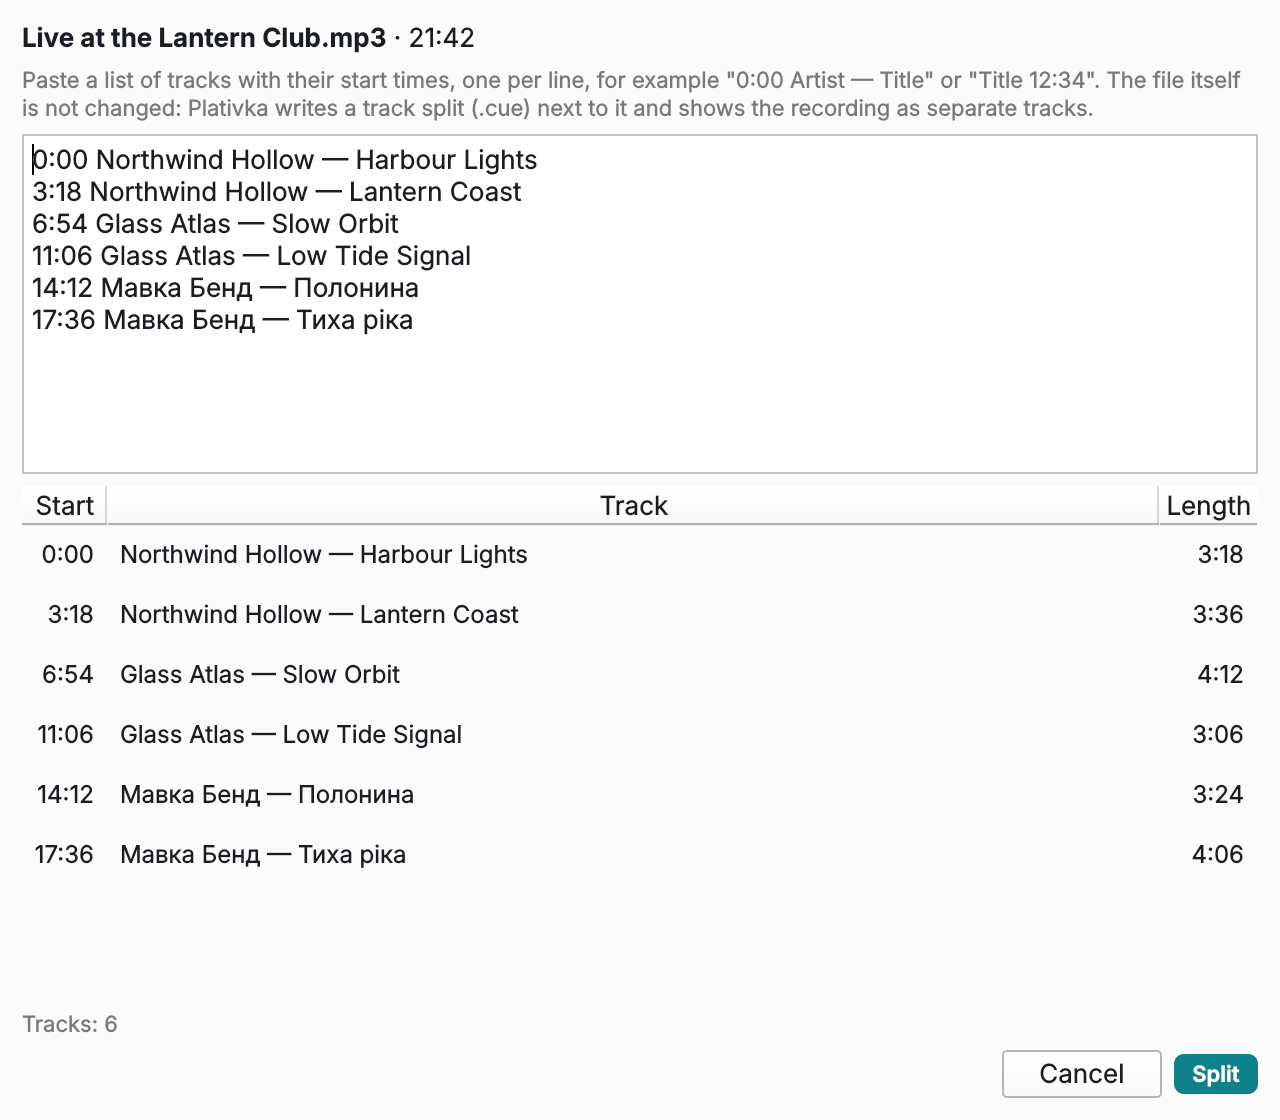 Live at the Lantern Club.mp3 · 21:42
Paste a list of tracks with their start times, one per line, for example "0:00 Artist — Title" or "Title 12:34". The file itself
is not changed: Plativka writes a track split (.cue) next to it and shows the recording as separate tracks.
0:00 Northwind Hollow — Harbour Lights
3:18 Northwind Hollow — Lantern Coast
6:54 Glass Atlas — Slow Orbit
11:06 Glass Atlas — Low Tide Signal
14:12 Мавка Бенд — Полонина
17:36 Мавка Бенд — Тиха ріка
Start Track Length
0:00 Northwind Hollow — Harbour Lights 3:18
3:18 Northwind Hollow — Lantern Coast 3:36
6:54 Glass Atlas — Slow Orbit 4:12
11:06 Glass Atlas — Low Tide Signal 3:06
14:12 Мавка Бенд — Полонина 3:24
17:36 Мавка Бенд — Тиха ріка 4:06
Tracks: 6
Cancel Split